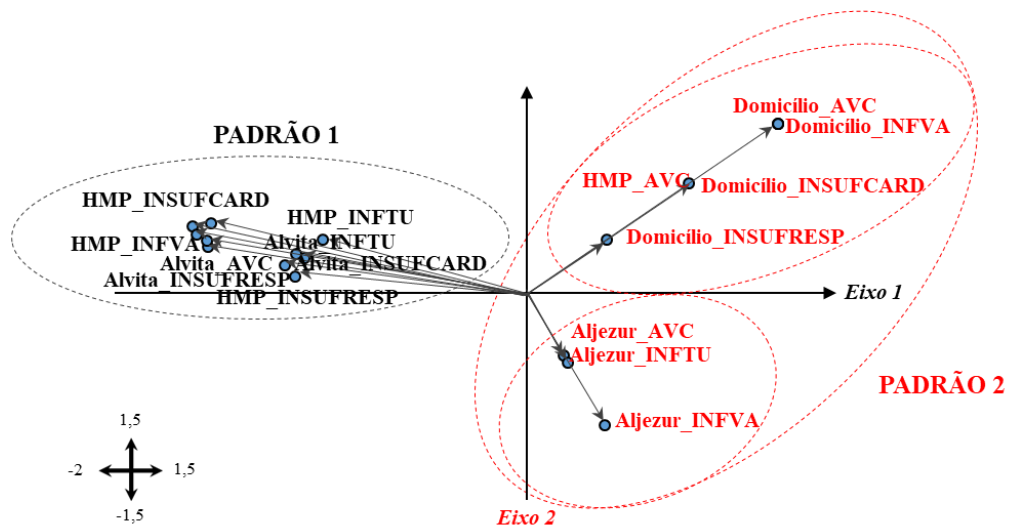 Domicílio_AVC
Domicílio_INFVA
PADRÃO 1
HMP_AVC
Domicílio_INSUFCARD
HMP_INSUFCARD
HMP_INFTU
Domicílio_INSUFRESP
HMP_INFVA
Alvita_INFTU
Alvita_AVC
Alvita_INSUFCARD
Alvita_INSUFRESP
HMP_INSUFRESP
Eixo 1
Aljezur_AVC
Aljezur_INFTU
PADRÃO 2
Aljezur_INFVA
1,5
-2
1,5
-1,5
Eixo 2